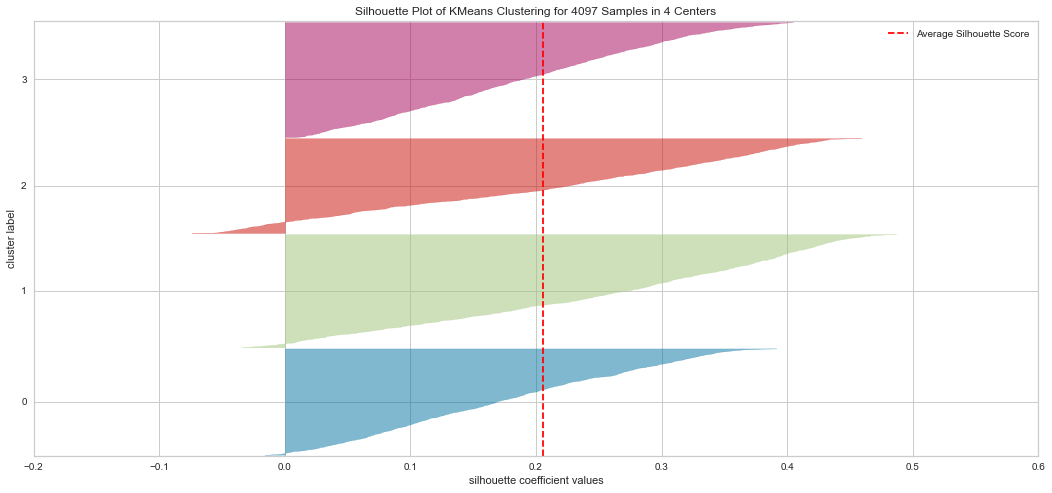 Silhouette Plot of KMeans Clustering for 4097 Samples in 4 Centers
Average Silhouette Score
3
2
1
0
cluster label
−0.2 −0.1 0.0 0.1 0.2 0.3 0.4 0.5 0.6
silhouette coefficient values